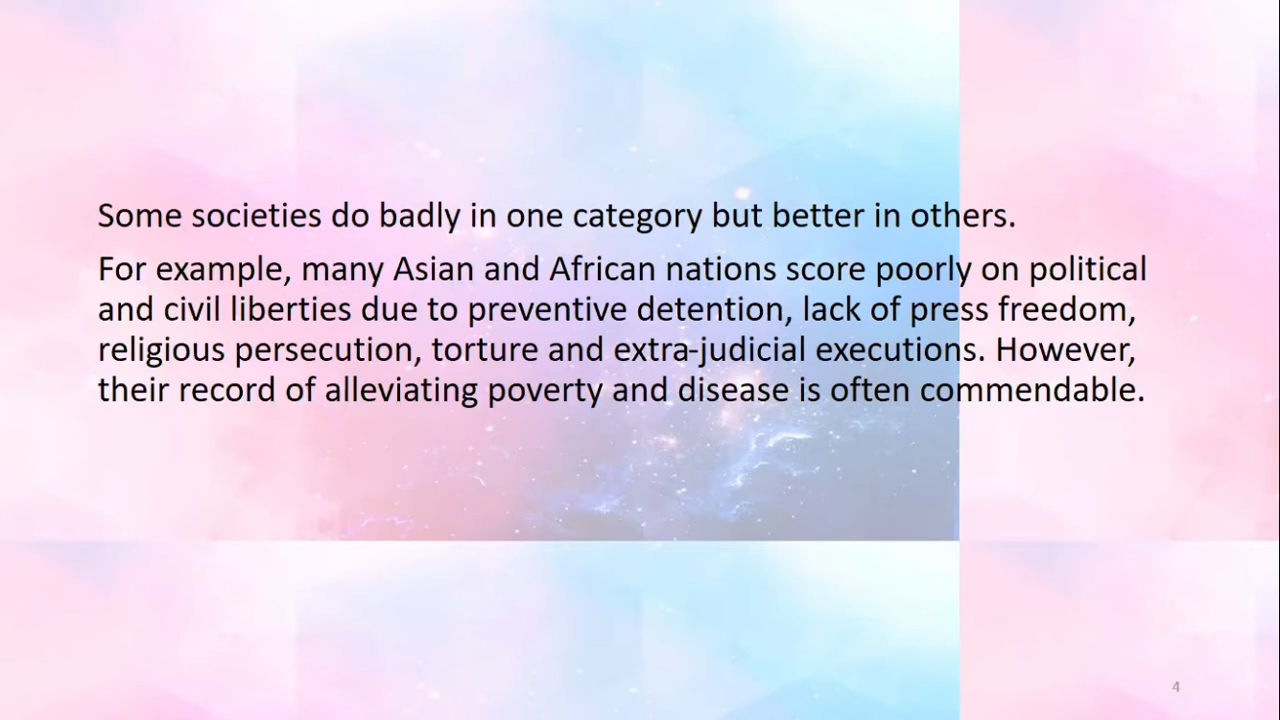 Some societies do badly in one category but better in others.
For example, many Asian and African nations score poorly on political
and civil liberties due to preventive detention, lack of press freedom,
religious persecution, torture and extra-judicial executions. However,
their record of alleviating poverty and disease is often commendable.
4